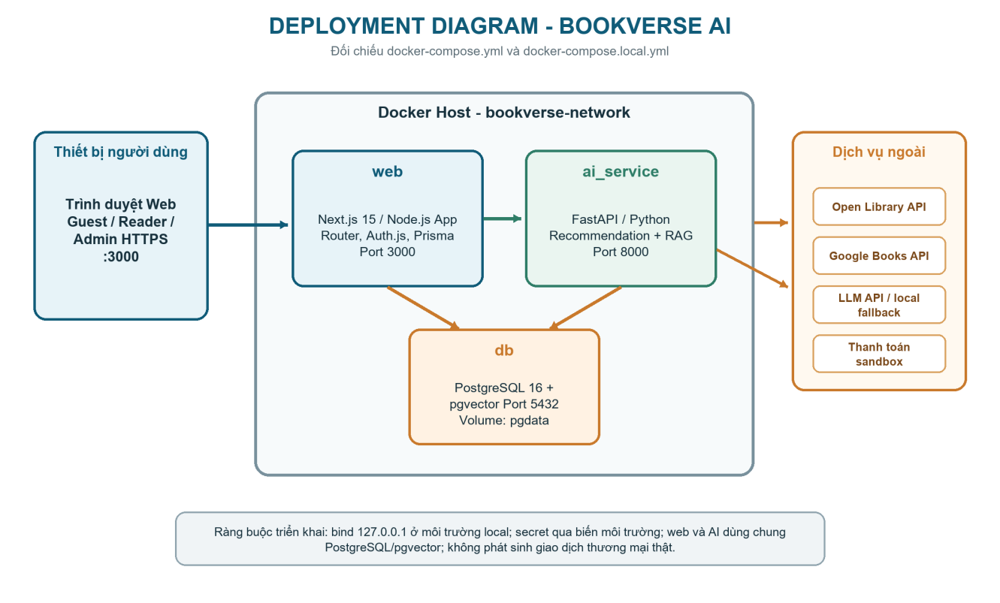 DEPLOYMENT DIAGRAM - BOOKVERSE AI
Đối chiếu docker-compose.yml và docker-compose.local.yml
Docker Host - bookverse-network
Thiết bị người dùng
Trình duyệt Web
Guest / Reader /
Admin HTTPS
:3000
web
Next.js 15 / Node.js App
Router, Auth.js, Prisma
Port 3000
ai_service
FastAPI / Python
Recommendation + RAG
Port 8000
db
PostgreSQL 16 +
pgvector Port 5432
Volume: pgdata
Dịch vụ ngoài
Open Library API
Google Books API
LLM API / local
fallback
Thanh toán
sandbox
Ràng buộc triển khai: bind 127.0.0.1 ở môi trường local; secret qua biến môi trường; web và AI dùng chung
PostgreSQL/pgvector; không phát sinh giao dịch thương mại thật.